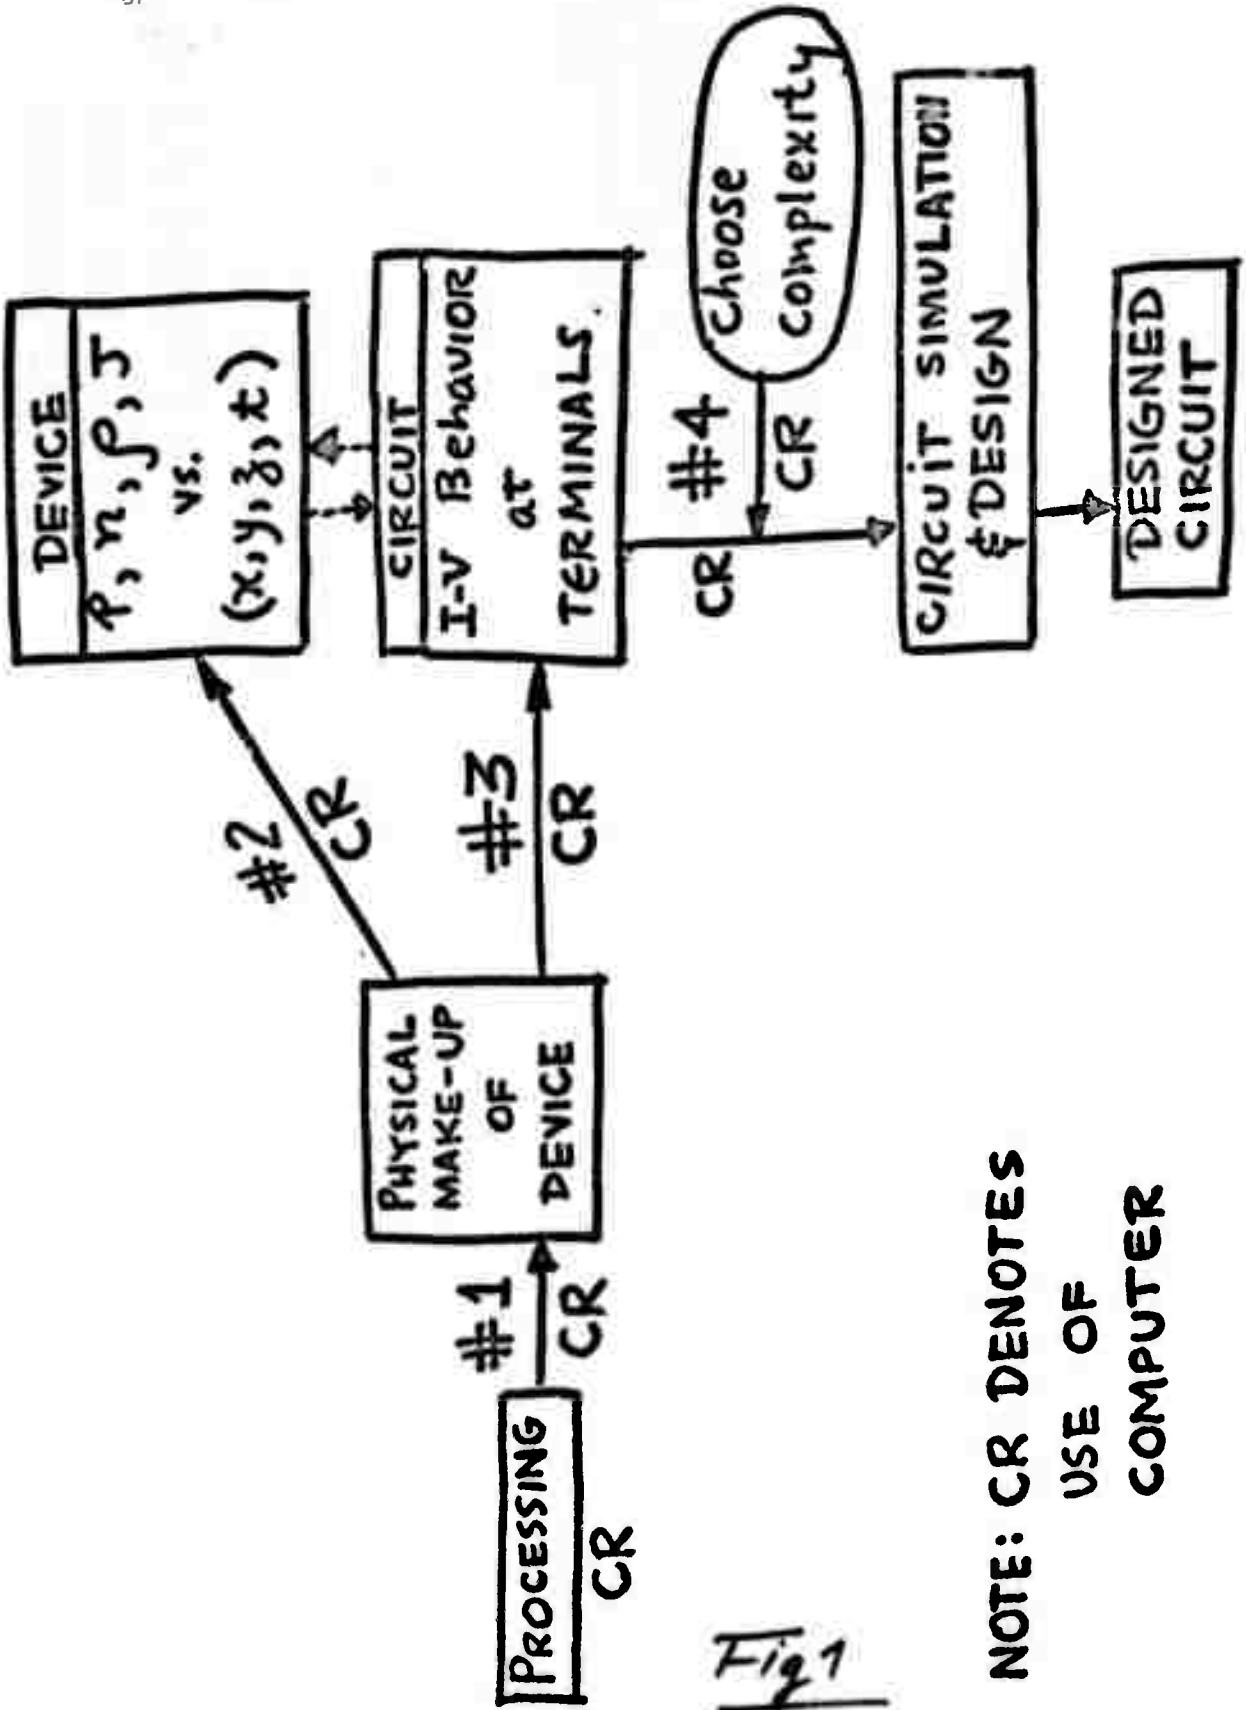 PROCESSING
CR
#1
CR
PHYSICAL
MAKE-UP
OF
DEVICE
#2
CR
#3
CR
DEVICE
P, n, ρ, J
vs.
(x, y, z, t)
CIRCUIT
I-V Behavior
at
TERMINALS.
CR
#4
Choose
Complexity
CR
CIRCUIT SIMULATION
& DESIGN
DESIGNED
CIRCUIT
Fig 1
NOTE: CR DENOTES
USE OF
COMPUTER